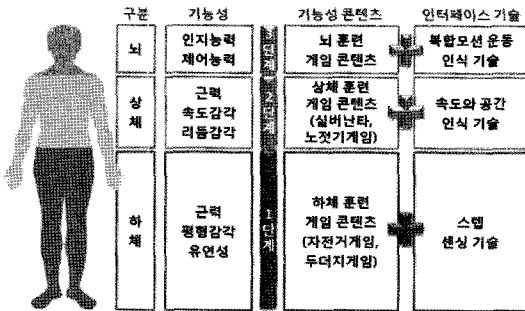 구분 기능성 기능성 콘텐츠 인터페이스 기술
뇌
인지능력
제어능력
3단계
뇌 훈련
게임 콘텐츠
복합모션 운동
인식 기술
상체
근력
속도감각
리듬감각
2단계
상체 훈련
게임 콘텐츠
(실버난타,
노젓기게임)
속도와 공간
인식 기술
하체
근력
평형감각
유연성
1단계
하체 훈련
게임 콘텐츠
(자전거게임,
두더지게임)
스텝
센싱 기술